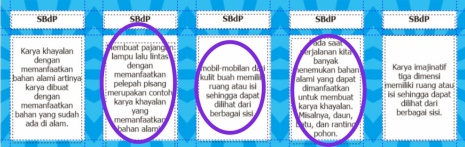 SBdP
Karya khayalan
dengan
memanfaatkan
bahan alami artinya
karya dibuat
dengan
memanfaatkan
bahan yang sudah
ada di alam.
SBdP
Membuat pajangan
lampu lalu lintas
dengan
memanfaatkan
pelepah pisang
merupakan contoh
karya khayalan
yang
memanfaatkan
bahan alami
SBdP
mobil-mobilan dari
kulit buah memiliki
ruang atau isi
sehingga dapat
dilihat dari
berbagai sisi.
SBdP
Pada saat
perjalanan kita
banyak
menemukan bahan
alami yang dapat
dimanfaatkan
untuk membuat
karya khayalan.
Misalnya, daun,
batu, dan ranting
pohon.
SBdP
Karya imajinatif
tiga dimensi
memiliki ruang atau
isi sehingga dapat
dilihat dari
berbagai sisi.